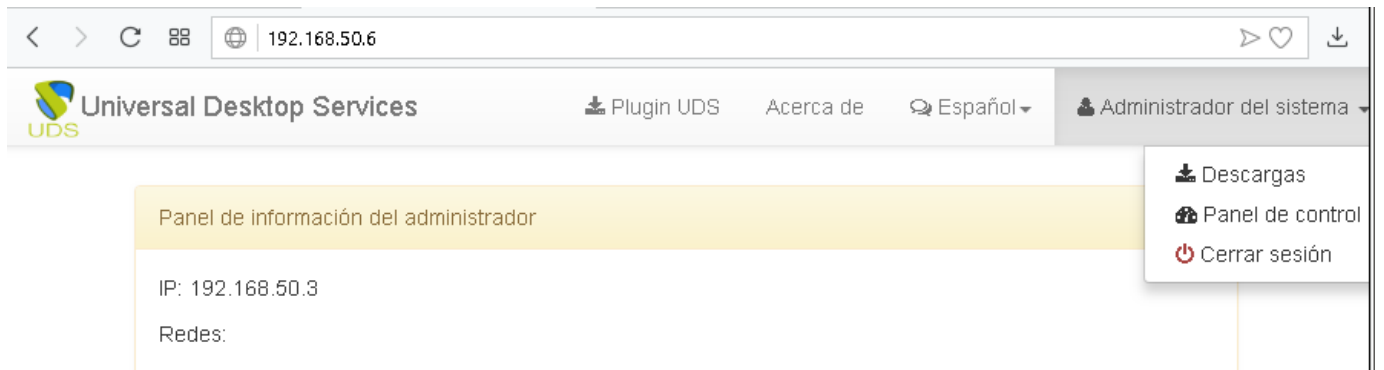 192.168.50.6
UDS
Universal Desktop Services
Plugin UDS
Acerca de
Español
Administrador del sistema
Descargas
Panel de control
Cerrar sesión
Panel de información del administrador
IP: 192.168.50.3
Redes: